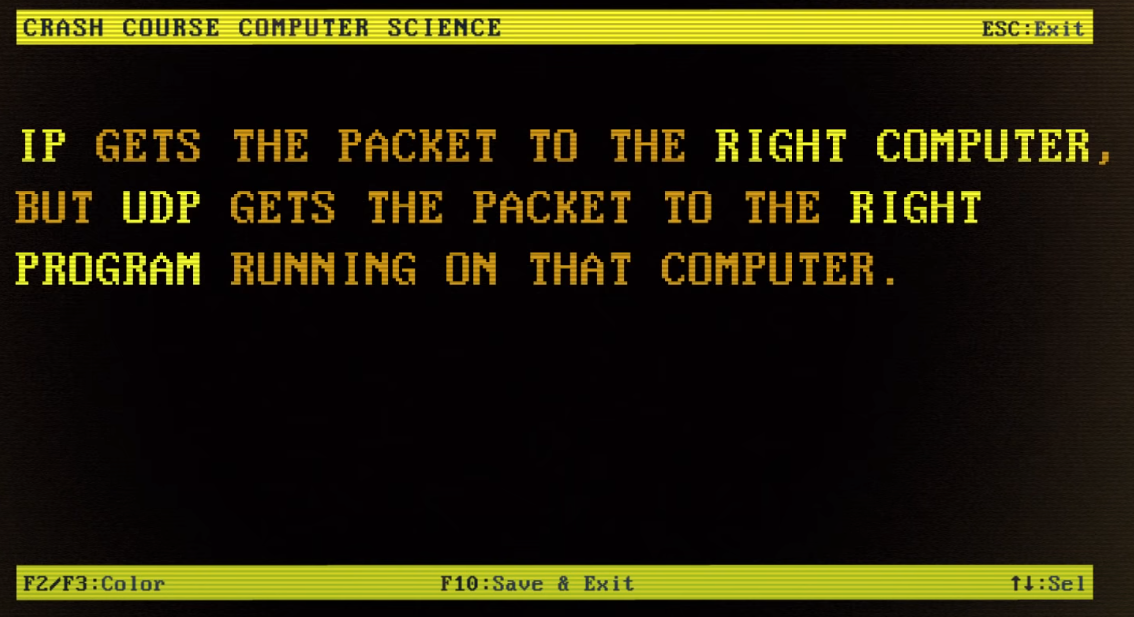 CRASH COURSE COMPUTER SCIENCE ESC:Exit
IP GETS THE PACKET TO THE RIGHT COMPUTER,
BUT UDP GETS THE PACKET TO THE RIGHT
PROGRAM RUNNING ON THAT COMPUTER.
F2/F3:Color F10:Save & Exit ↑↓:Sel